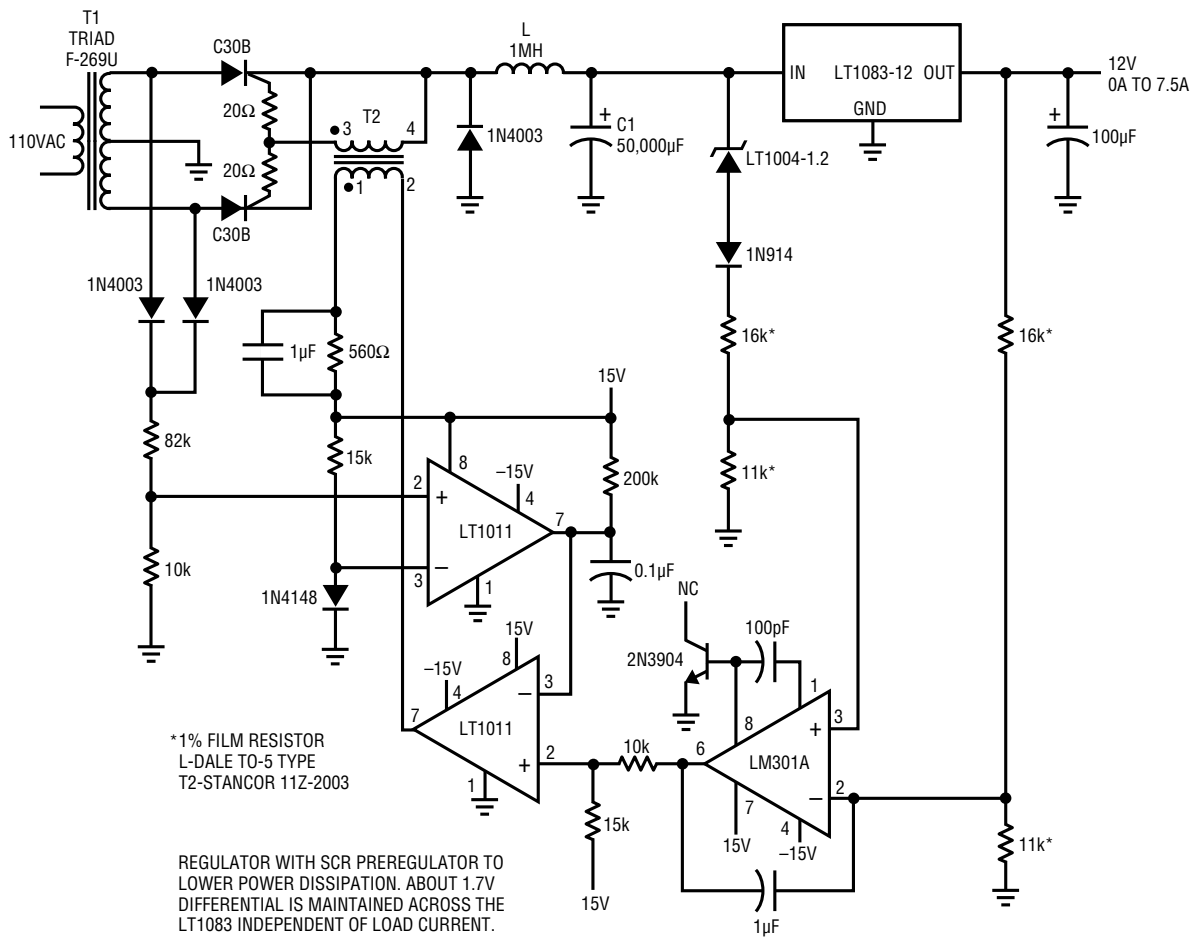 T1
TRIAD
F-269U
110VAC
C30B
20Ω
20Ω
C30B
T2
3
4
1
2
L
1MH
1N4003
+
C1
50,000µF
IN
LT1083-12
OUT
GND
12V
0A TO 7.5A
+
100µF
LT1004-1.2
1N914
16k*
16k*
11k*
1N4003
1N4003
1µF
560Ω
15V
82k
15k
200k
8
–15V
4
2
+
LT1011
7
–
3
1
10k
1N4148
0.1µF
15V
8
–15V
4
–
3
7
LT1011
+
2
1
NC
2N3904
100pF
1
8
+
3
6
LM301A
–
2
7
4
15V
–15V
10k
15k
15V
1µF
11k*
*1% FILM RESISTOR
L-DALE TO-5 TYPE
T2-STANCOR 11Z-2003
REGULATOR WITH SCR PREREGULATOR TO
LOWER POWER DISSIPATION. ABOUT 1.7V
DIFFERENTIAL IS MAINTAINED ACROSS THE
LT1083 INDEPENDENT OF LOAD CURRENT.